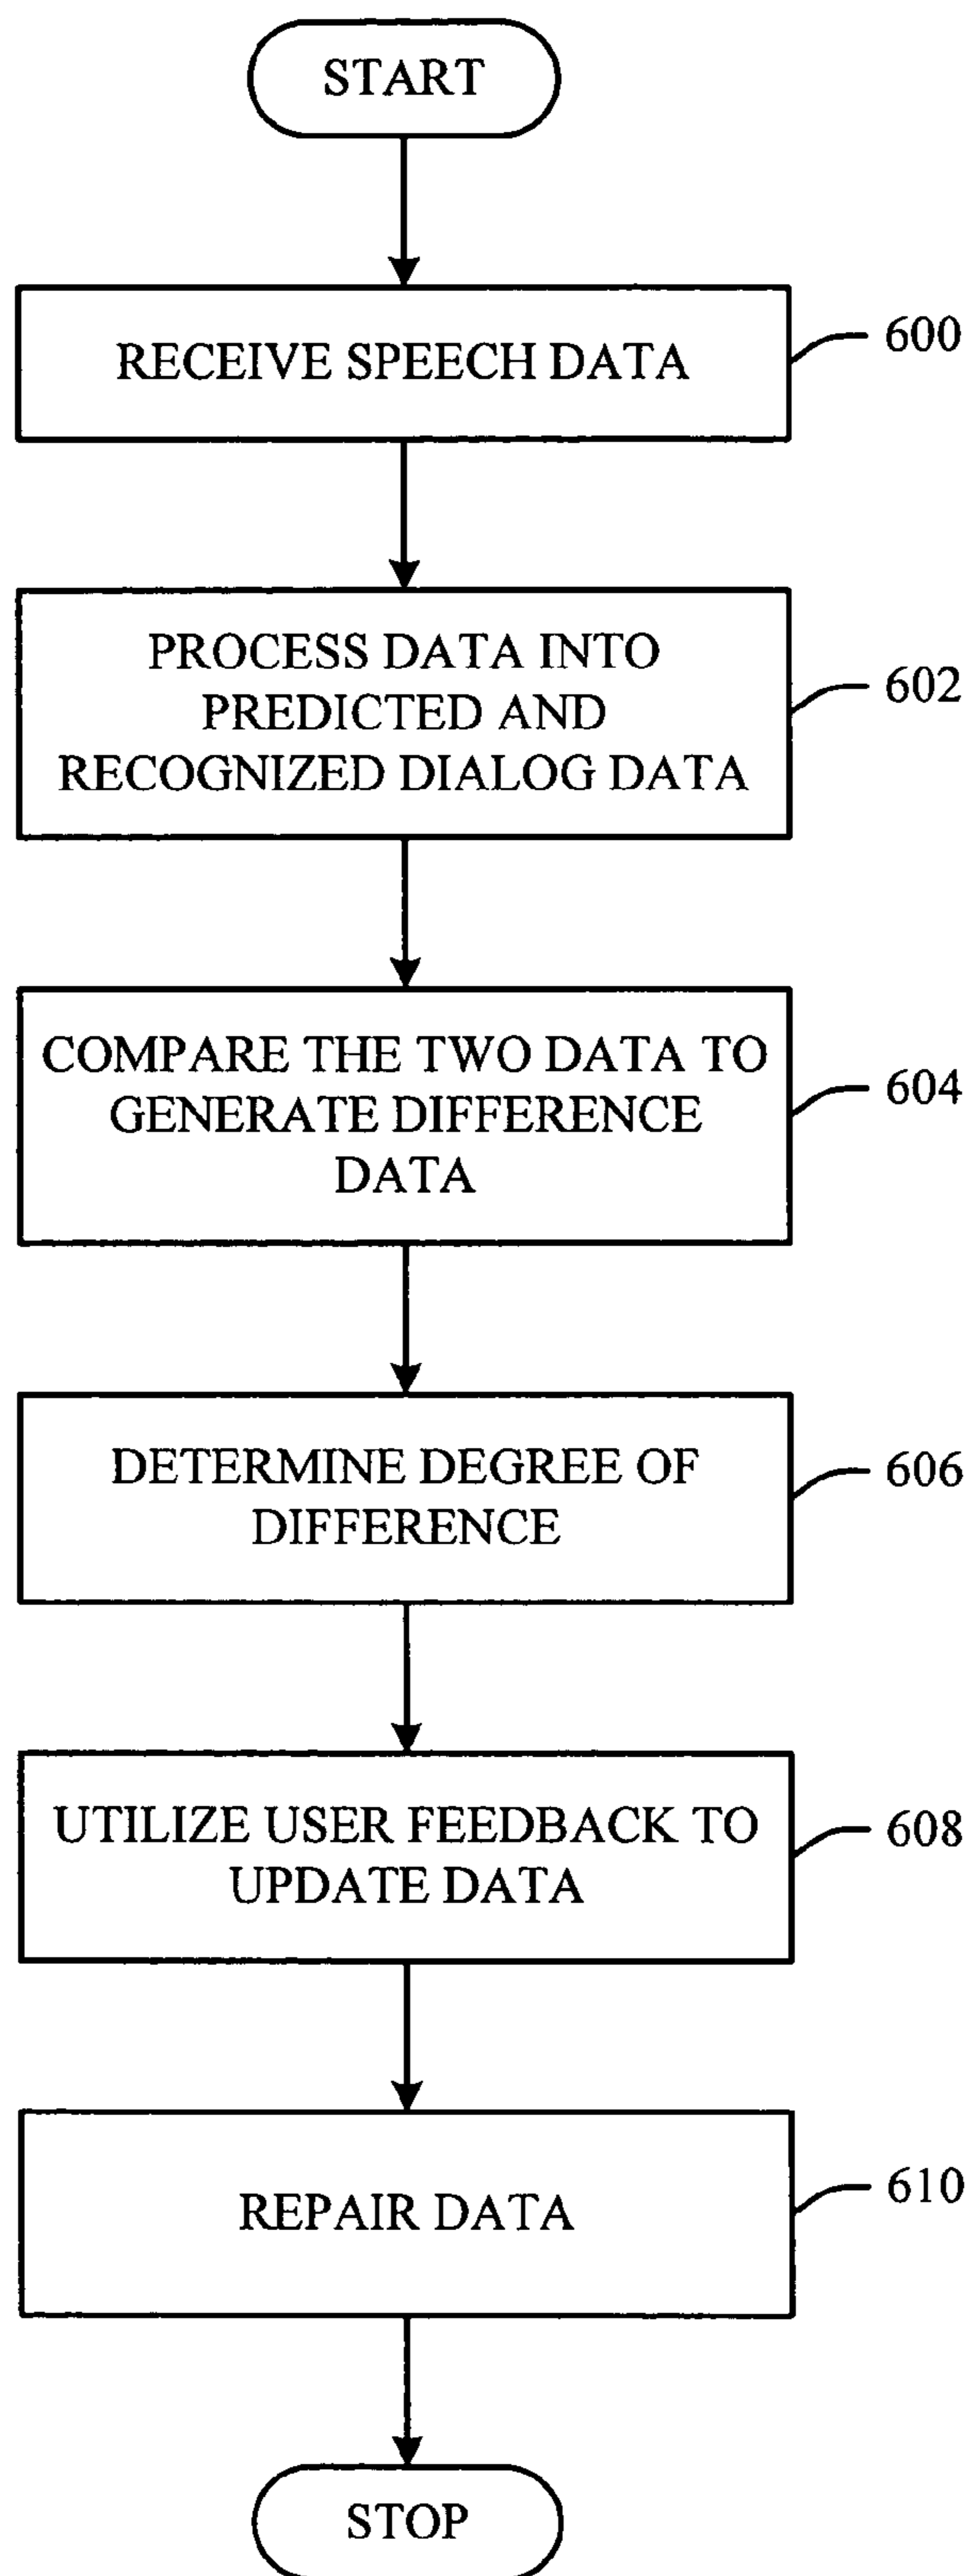 START
RECEIVE SPEECH DATA
600
PROCESS DATA INTO
PREDICTED AND
RECOGNIZED DIALOG DATA
602
COMPARE THE TWO DATA TO
GENERATE DIFFERENCE
DATA
604
DETERMINE DEGREE OF
DIFFERENCE
606
UTILIZE USER FEEDBACK TO
UPDATE DATA
608
REPAIR DATA
610
STOP